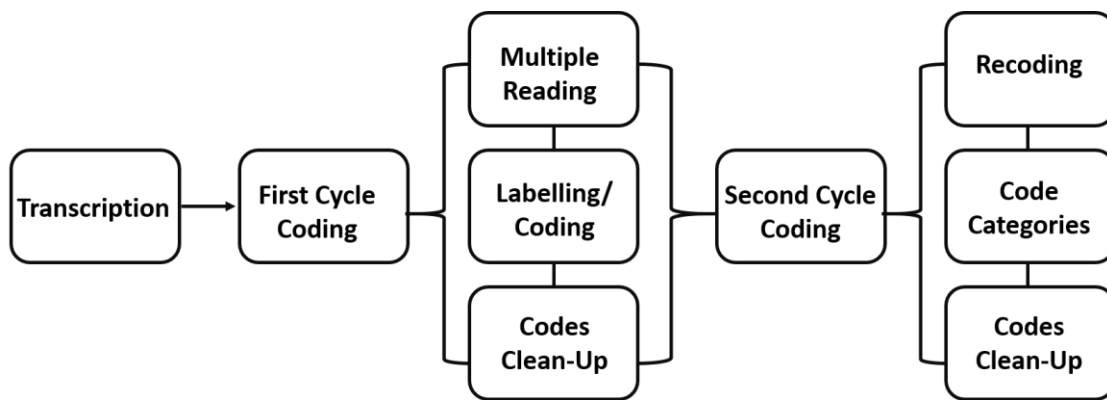 Transcription
First Cycle
Coding
Multiple
Reading
Labelling/
Coding
Codes
Clean-Up
Second Cycle
Coding
Recoding
Code
Categories
Codes
Clean-Up